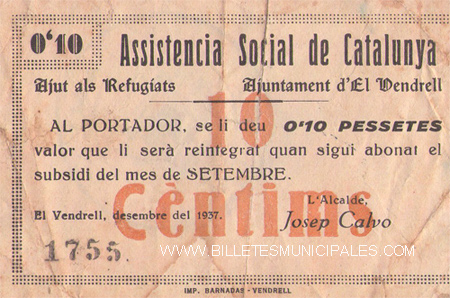 0'10 Assistencia Social de Catalunya
Ajut als Refugiats Ajuntament d'El Vendrell
AL PORTADOR, se li deu 0'10 PESSETES
valor que li serà reintegrat quan sigui abonat el
subsidi del mes de SETEMBRE.
10
Cèntims
L'Alcalde,
El Vendrell, desembre del 1937. Josep Calvo
1755
WWW.BILLETESMUNICIPALES.COM
IMP. BARNADAS - VENDRELL